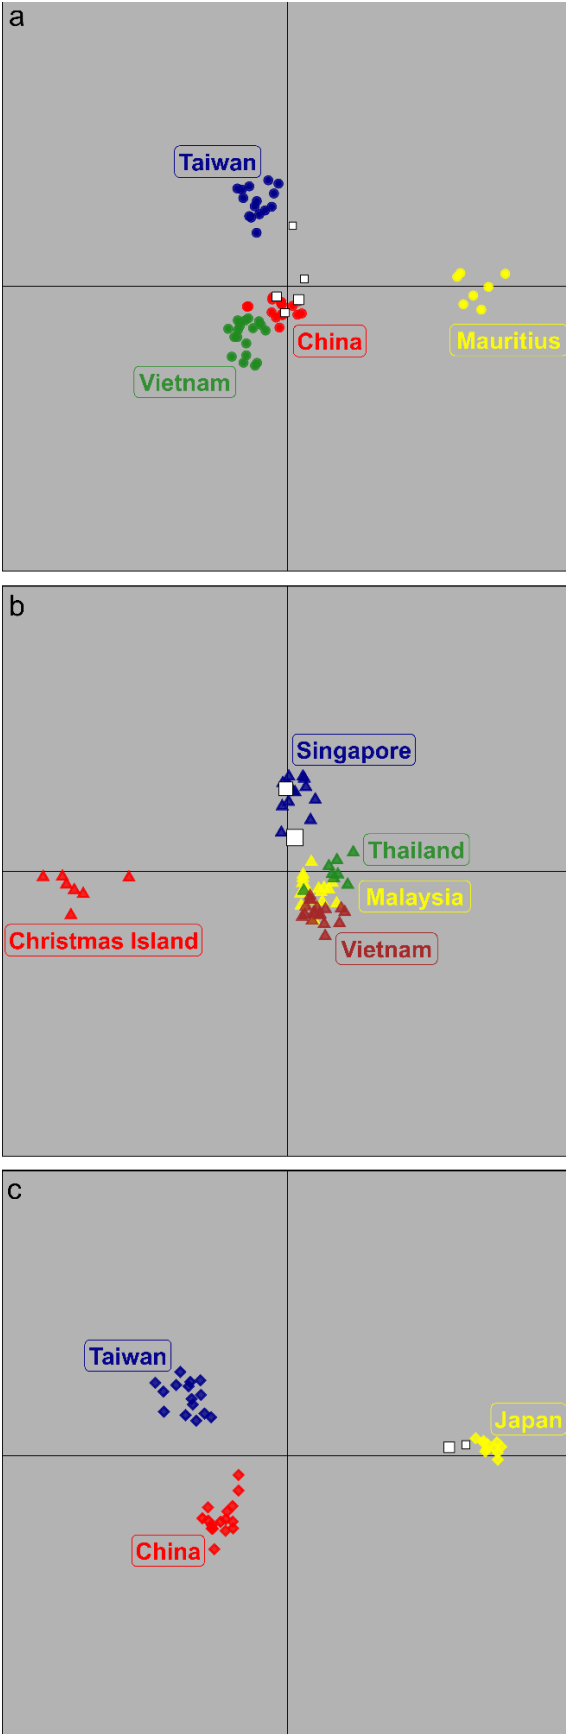 a
Taiwan
China
Mauritius
Vietnam
b
Singapore
Thailand
Malaysia
Christmas Island
Vietnam
c
Taiwan
Japan
China